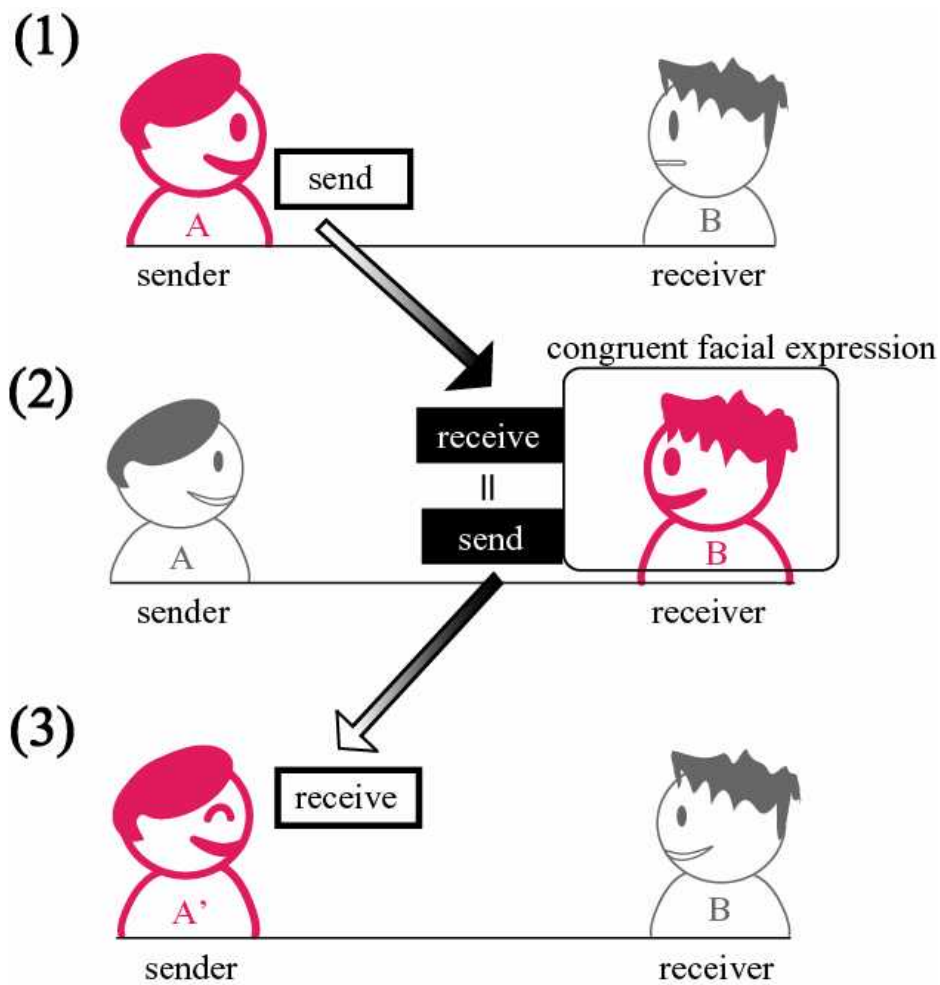 (1)
send
A
B
sender
receiver
congruent facial expression
(2)
receive
=
send
A
B
sender
receiver
(3)
receive
A’
B
sender
receiver